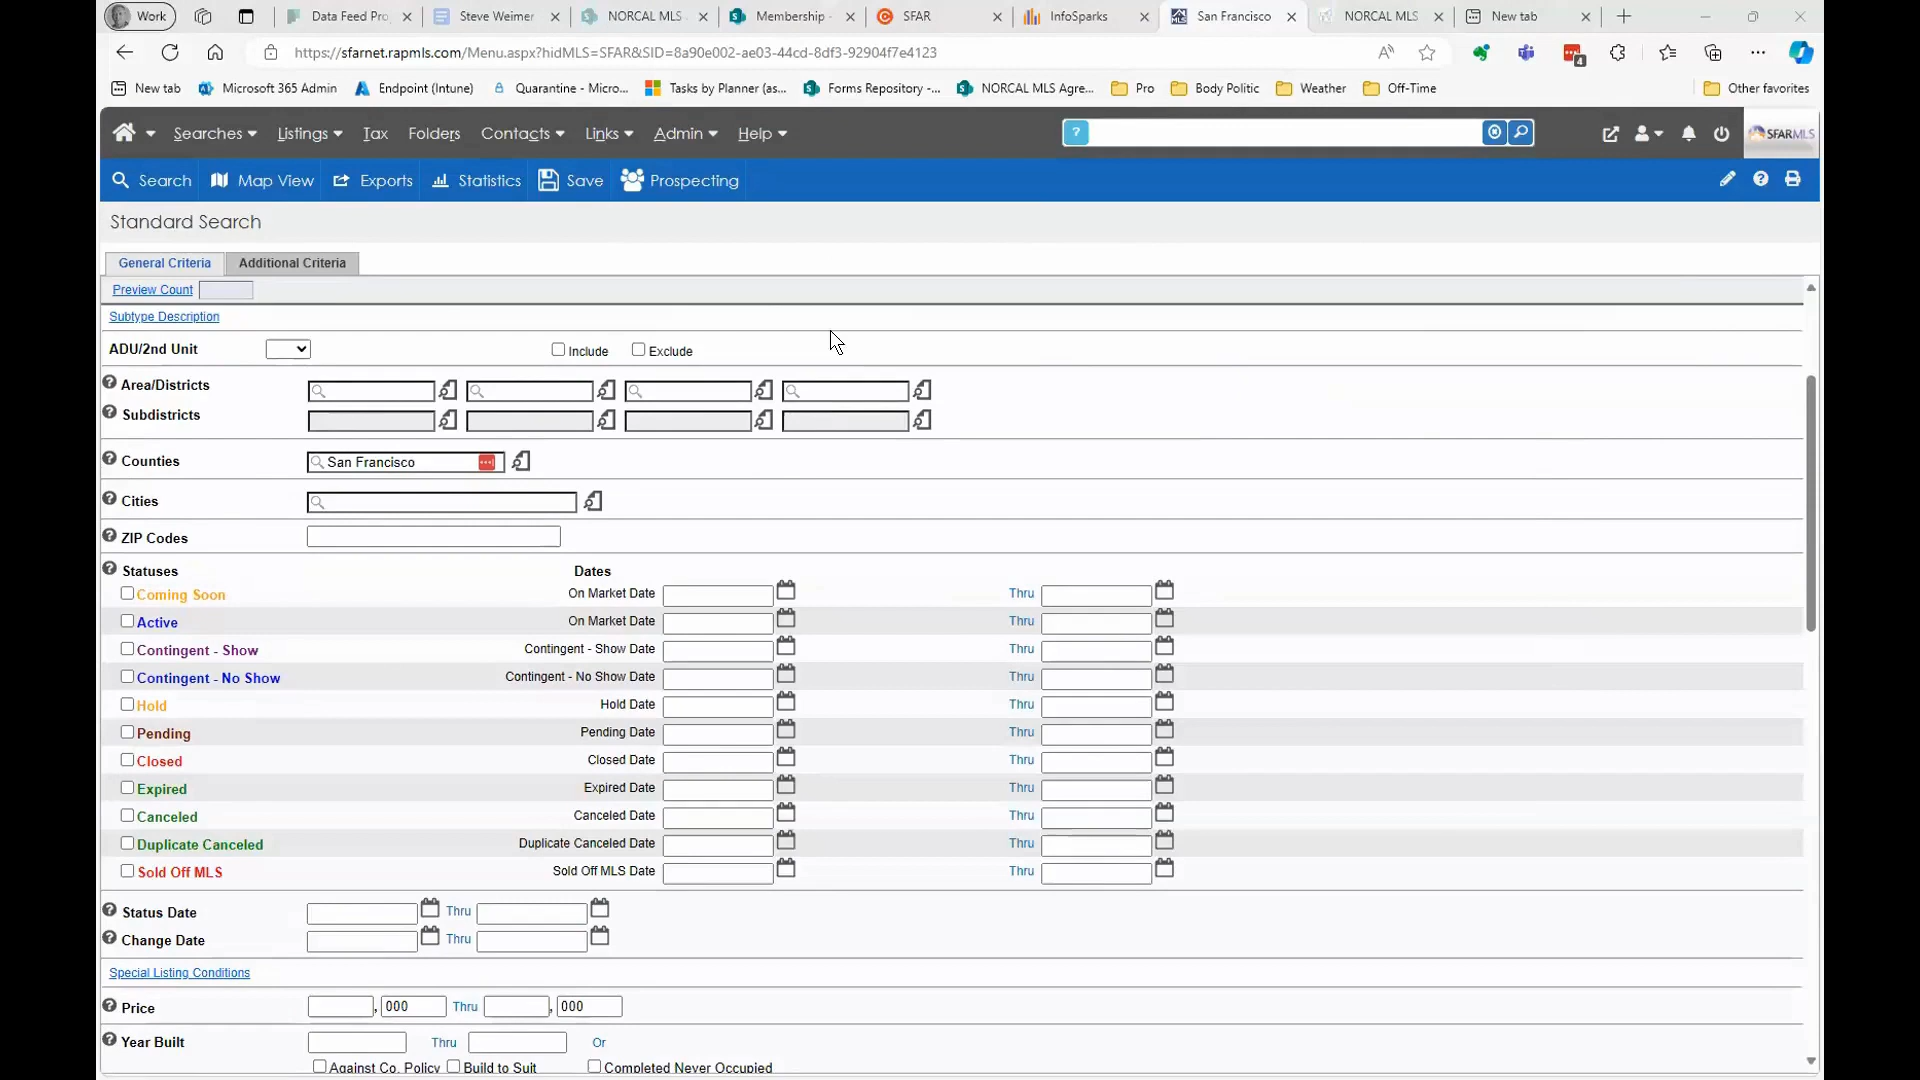 Work
Data Feed Pro
Steve Weimer
NORCAL MLS
Membership -
SFAR
InfoSparks
San Francisco
NORCAL MLS
New tab
https://sfarnet.rapmls.com/Menu.aspx?hidMLS=SFAR&SID=8a90e002-ae03-44cd-8df3-92904f7e4123
4
New tab
Microsoft 365 Admin
Endpoint (Intune)
Quarantine - Micro...
Tasks by Planner (as...
Forms Repository -...
NORCAL MLS Agre...
Pro
Body Politic
Weather
Off-Time
Other favorites
Searches
Listings
Tax
Folders
Contacts
Links
Admin
Help
?
SFARMLS
Search
Map View
Exports
Statistics
Save
Prospecting
Standard Search
General Criteria
Additional Criteria
Preview Count
Subtype Description
ADU/2nd Unit
Include
Exclude
Area/Districts
Subdistricts
Counties
San Francisco
Cities
ZIP Codes
Statuses Dates
Coming Soon On Market Date Thru
Active On Market Date Thru
Contingent - Show Contingent - Show Date Thru
Contingent - No Show Contingent - No Show Date Thru
Hold Hold Date Thru
Pending Pending Date Thru
Closed Closed Date Thru
Expired Expired Date Thru
Canceled Canceled Date Thru
Duplicate Canceled Duplicate Canceled Date Thru
Sold Off MLS Sold Off MLS Date Thru
Status Date Thru
Change Date Thru
Special Listing Conditions
Price , 000 Thru , 000
Year Built Thru Or
Against Co. Policy Build to Suit Completed Never Occupied